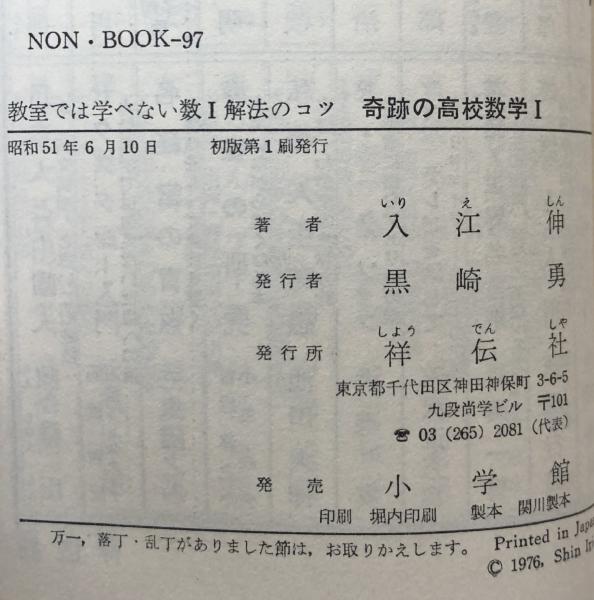 NON・BOOK-97
教室では学べない数I解法のコツ 奇跡の高校数学I
昭和51年6月10日 初版第1刷発行
いり え しん
著者 入江伸
発行者 黒崎勇
しょう でん しや
発行所 祥伝社
東京都千代田区神田神保町 3-6-5
九段尚学ビル 〒101
☎ 03 (265) 2081 (代表)
発売 小学館
印刷 堀内印刷 製本 関川製本
万一，落丁・乱丁がありました節は，お取りかえします。 Printed in Japan
© 1976, Shin